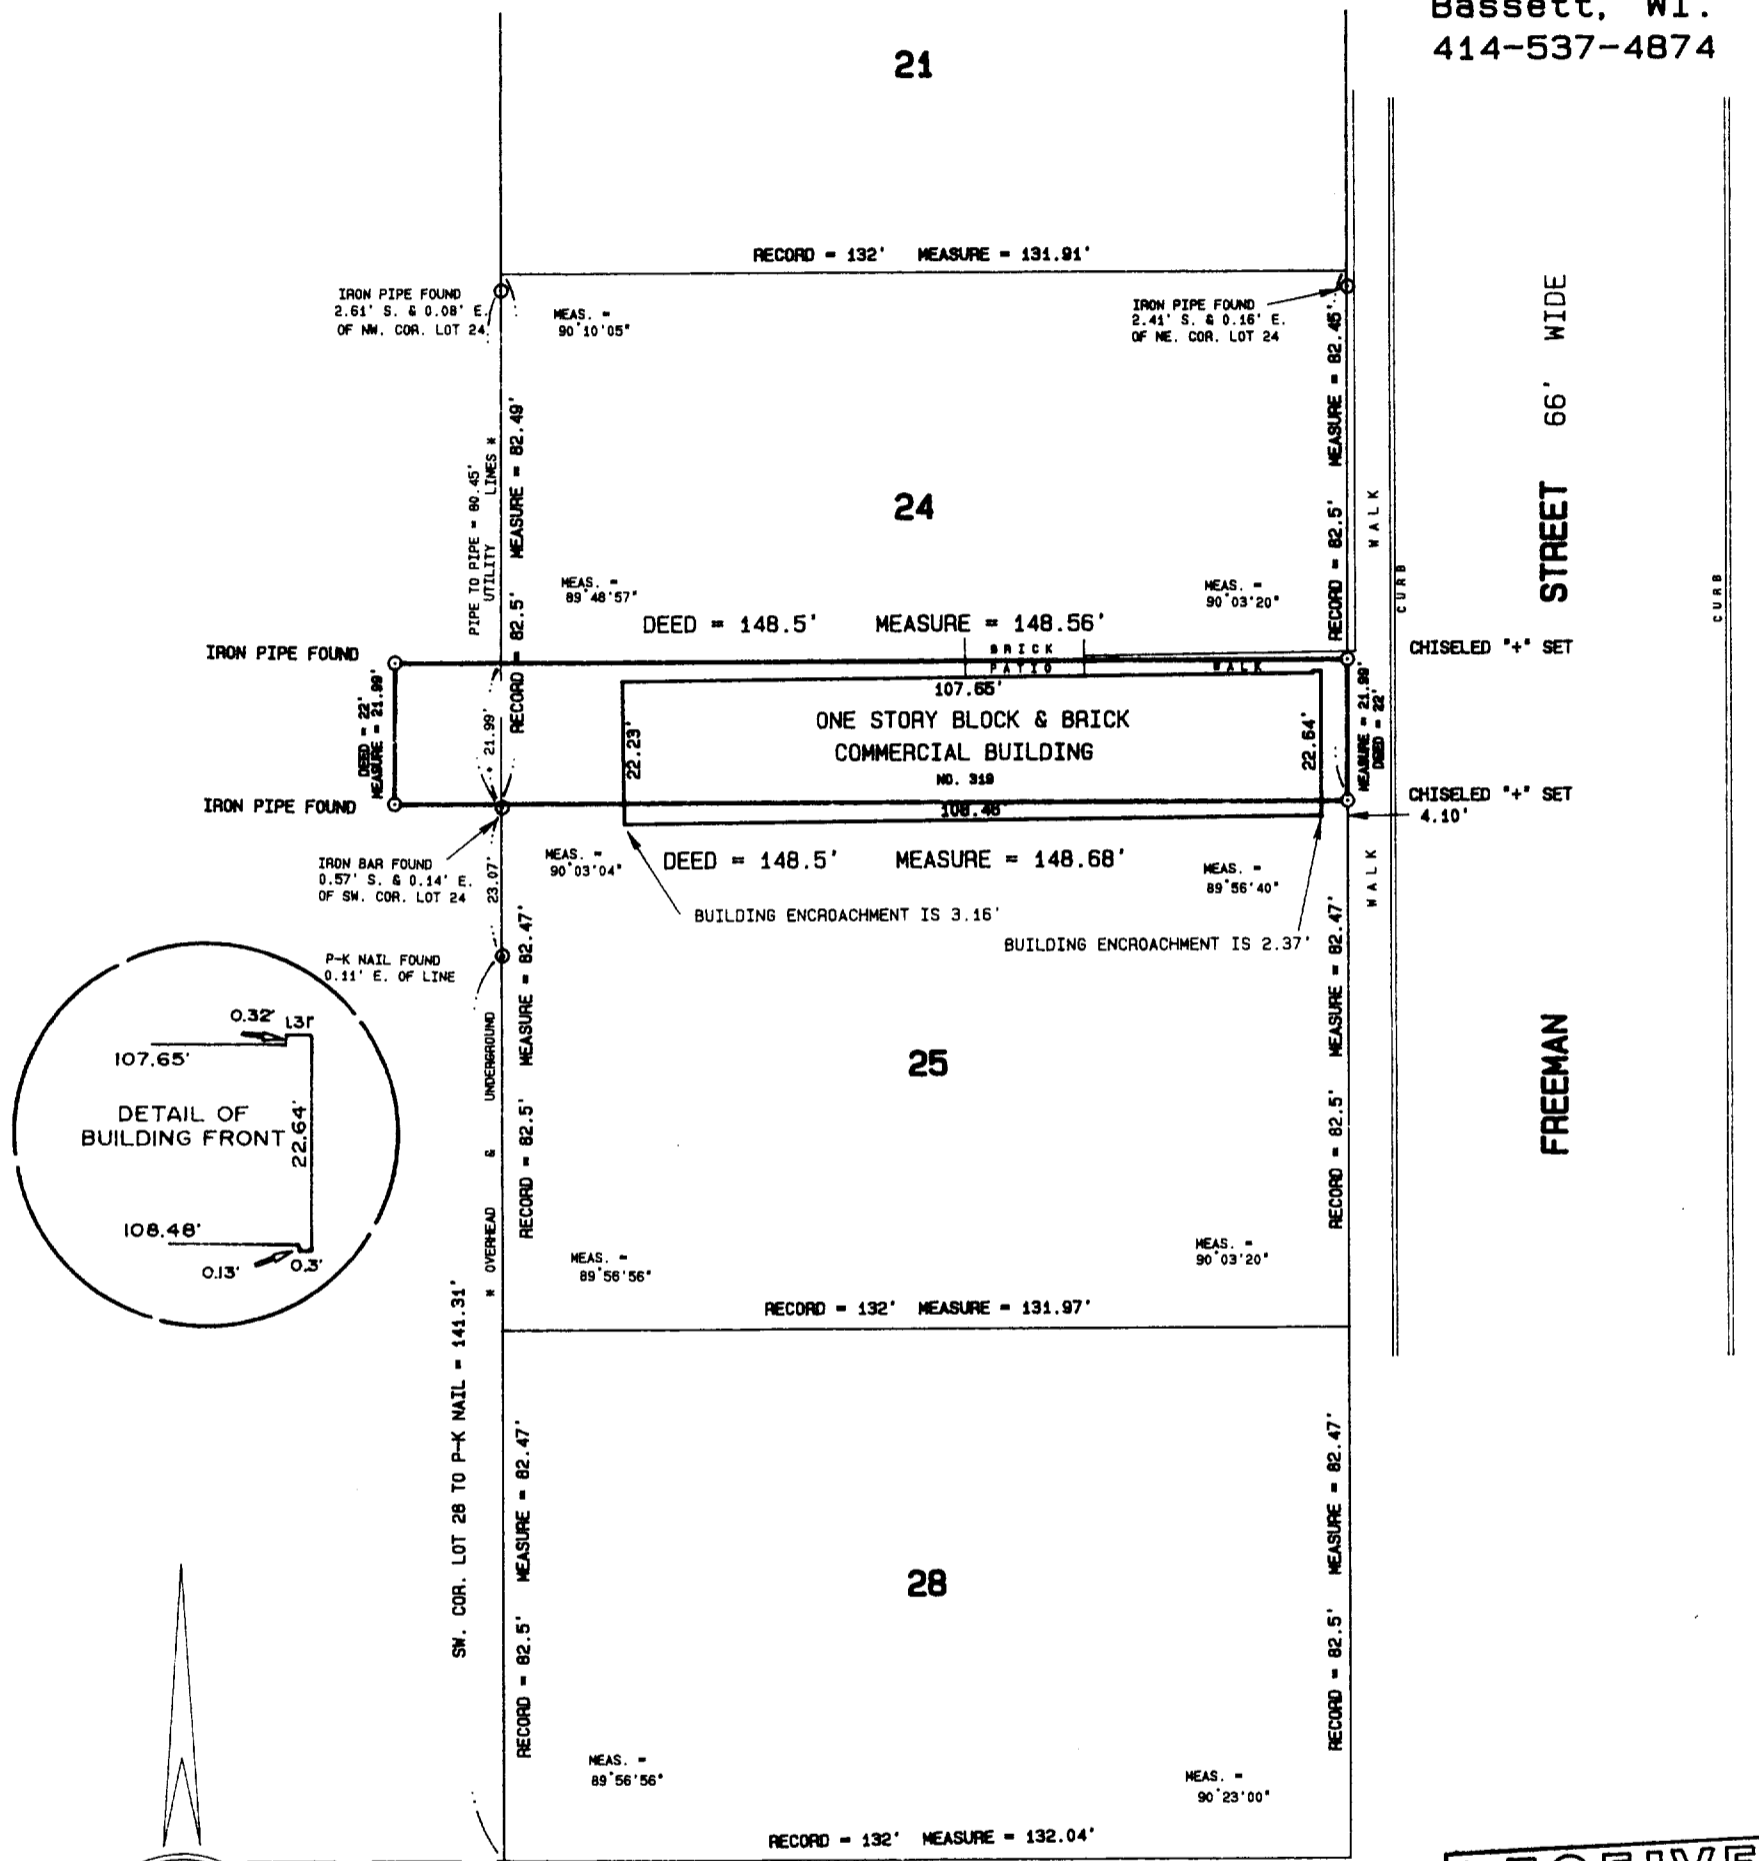 Bassett, WI.
414-537-4874
21
RECORD = 132' MEASURE = 131.91'
IRON PIPE FOUND
2.61' S. & 0.08' E.
OF NW. COR. LOT 24
MEAS. =
90°10'05"
IRON PIPE FOUND
2.41' S. & 0.16' E.
OF NE. COR. LOT 24
RECORD = 82.5' MEASURE = 82.49'
PIPE TO PIPE = 80.45'
UTILITY LINES *
24
RECORD = 82.5' MEASURE = 82.45'
WALK
CURB
CURB
FREEMAN STREET 66' WIDE
MEAS. =
89°48'57"
MEAS. =
90°03'20"
DEED = 148.5' MEASURE = 148.56'
IRON PIPE FOUND
BRICK
PATIO
WALK
CHISELED "+" SET
107.65'
DEED = 22'
MEASURE = 21.99'
21.99'
22.23'
ONE STORY BLOCK & BRICK
COMMERCIAL BUILDING
NO. 319
22.64'
MEASURE = 21.99'
DEED = 22'
IRON PIPE FOUND
108.48'
CHISELED "+" SET
4.10'
IRON BAR FOUND
0.57' S. & 0.14' E.
OF SW. COR. LOT 24
23.07'
MEAS. =
90°03'04"
DEED = 148.5' MEASURE = 148.68'
MEAS. =
89°56'40"
WALK
BUILDING ENCROACHMENT IS 3.16'
BUILDING ENCROACHMENT IS 2.37'
P-K NAIL FOUND
0.11' E. OF LINE
0.32'
1.31'
107.65'
DETAIL OF
BUILDING FRONT
22.64'
108.48'
0.13'
0.3'
* OVERHEAD & UNDERGROUND
RECORD = 82.5' MEASURE = 82.47'
25
RECORD = 82.5' MEASURE = 82.47'
MEAS. =
89°56'56"
MEAS. =
90°03'20"
RECORD = 132' MEASURE = 131.97'
SW. COR. LOT 28 TO P-K NAIL = 141.31'
RECORD = 82.5' MEASURE = 82.47'
28
RECORD = 82.5' MEASURE = 82.47'
MEAS. =
89°56'56"
MEAS. =
90°23'00"
RECORD = 132' MEASURE = 132.04'